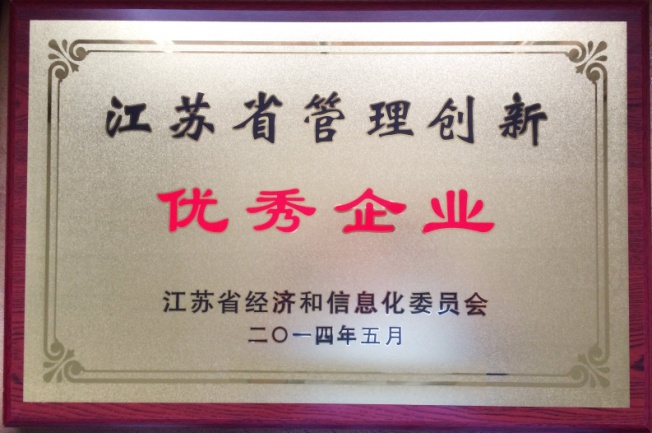 江苏省管理创新
优秀企业
江苏省经济和信息化委员会
二〇一四年五月